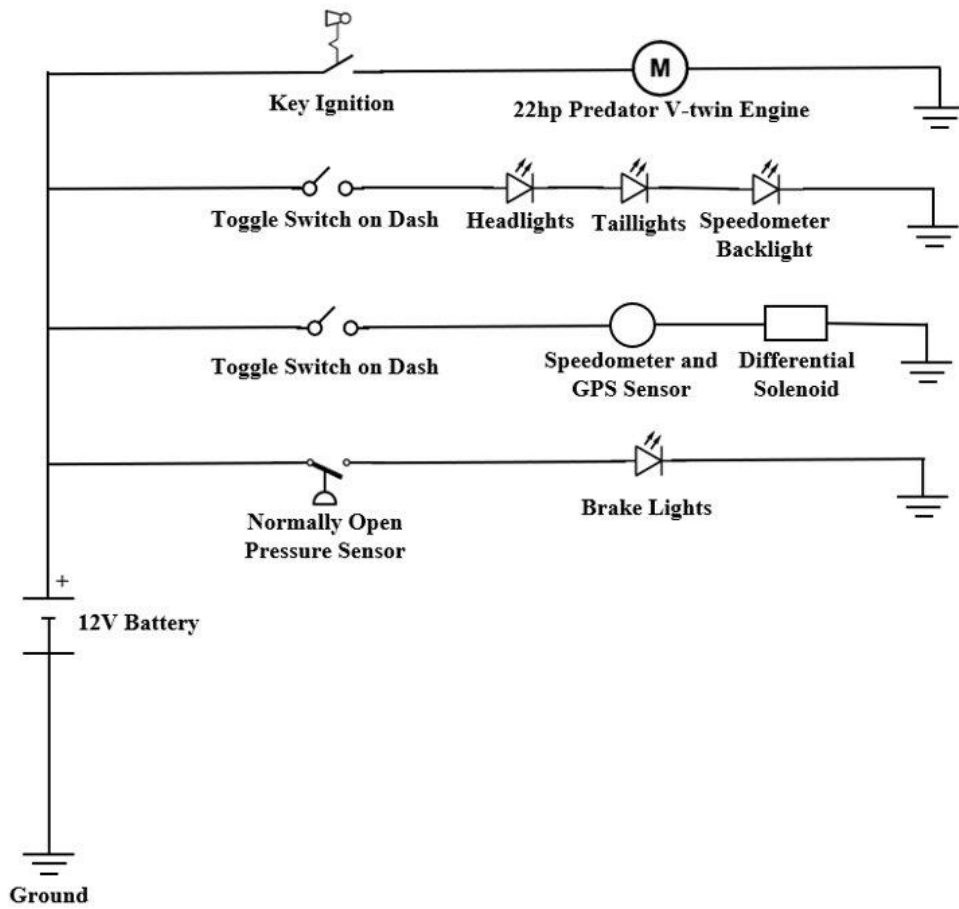 M
Key Ignition
22hp Predator V-twin Engine
Toggle Switch on Dash
Headlights
Taillights
Speedometer
Backlight
Toggle Switch on Dash
Speedometer and
GPS Sensor
Differential
Solenoid
Normally Open
Pressure Sensor
Brake Lights
+
12V Battery
Ground